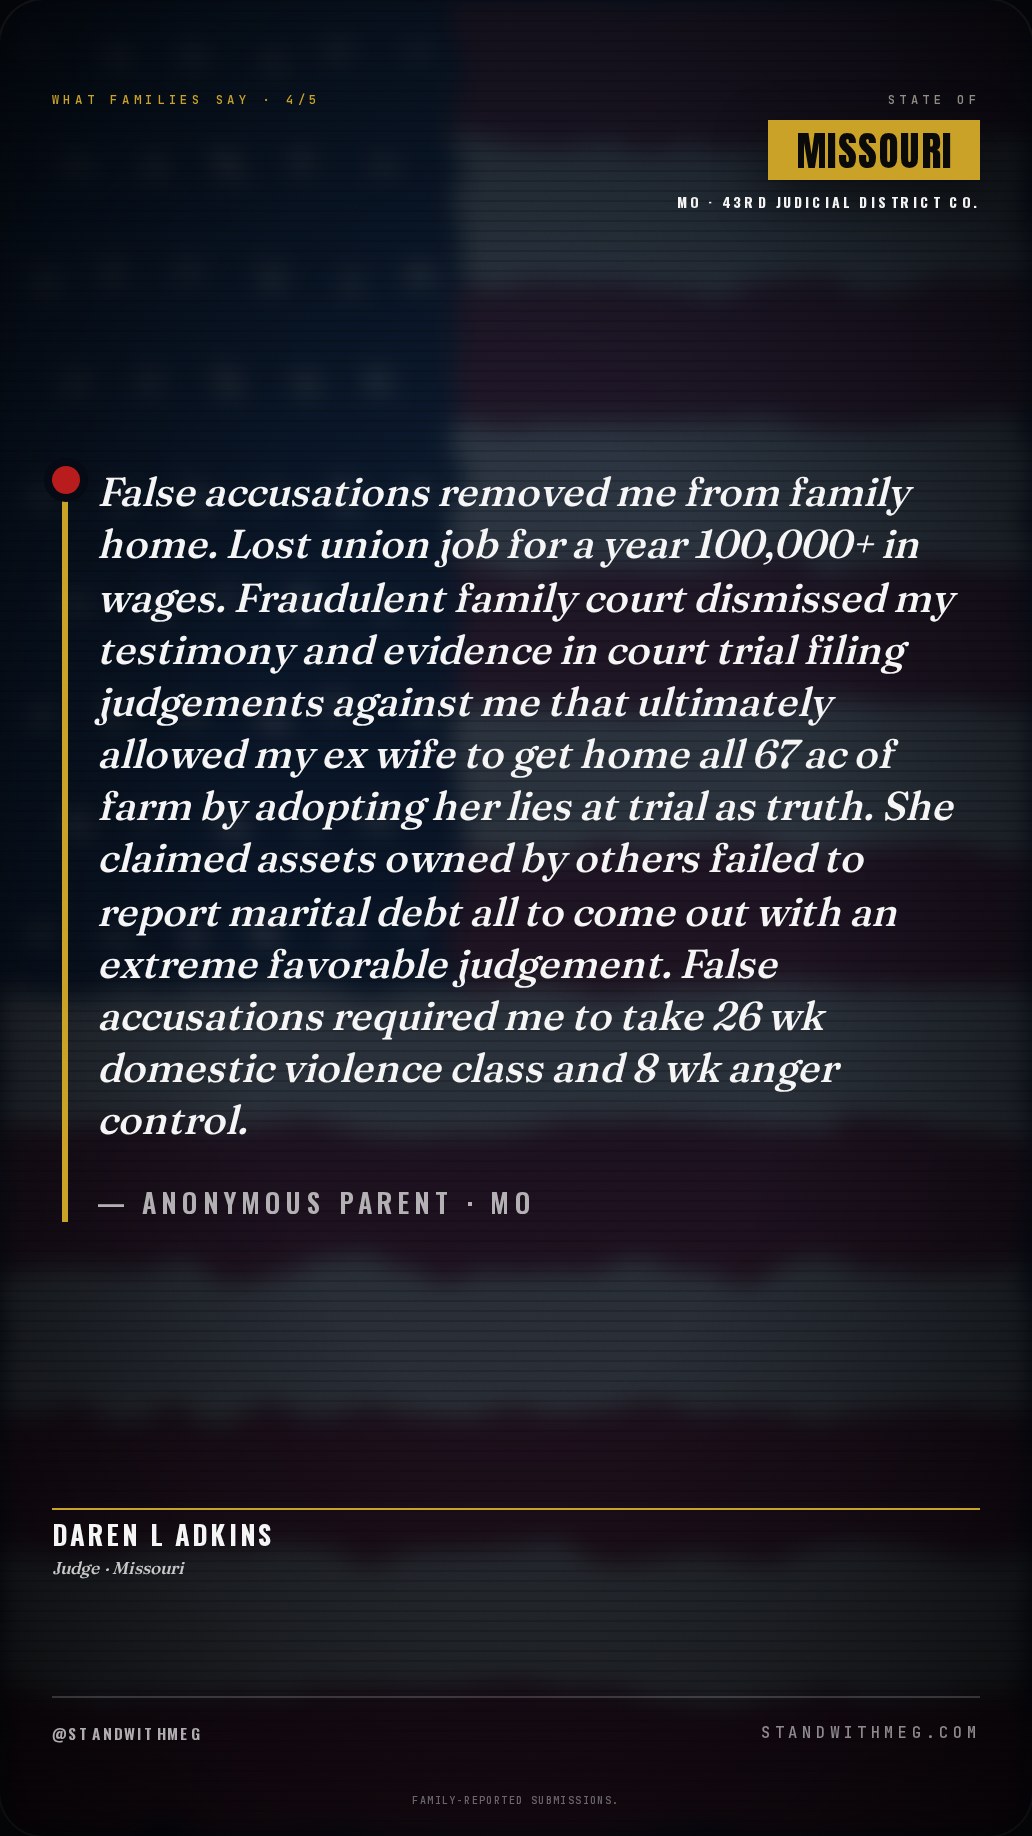 WHAT FAMILIES SAY · 4/5
STATE OF
MISSOURI
MO · 43RD JUDICIAL DISTRICT CO.
False accusations removed me from family
home. Lost union job for a year 100,000+ in
wages. Fraudulent family court dismissed my
testimony and evidence in court trial filing
judgements against me that ultimately
allowed my ex wife to get home all 67 ac of
farm by adopting her lies at trial as truth. She
claimed assets owned by others failed to
report marital debt all to come out with an
extreme favorable judgement. False
accusations required me to take 26 wk
domestic violence class and 8 wk anger
control.
— ANONYMOUS PARENT · MO
DAREN L ADKINS
Judge · Missouri
@STANDWITHMEG
STANDWITHMEG.COM
FAMILY-REPORTED SUBMISSIONS.